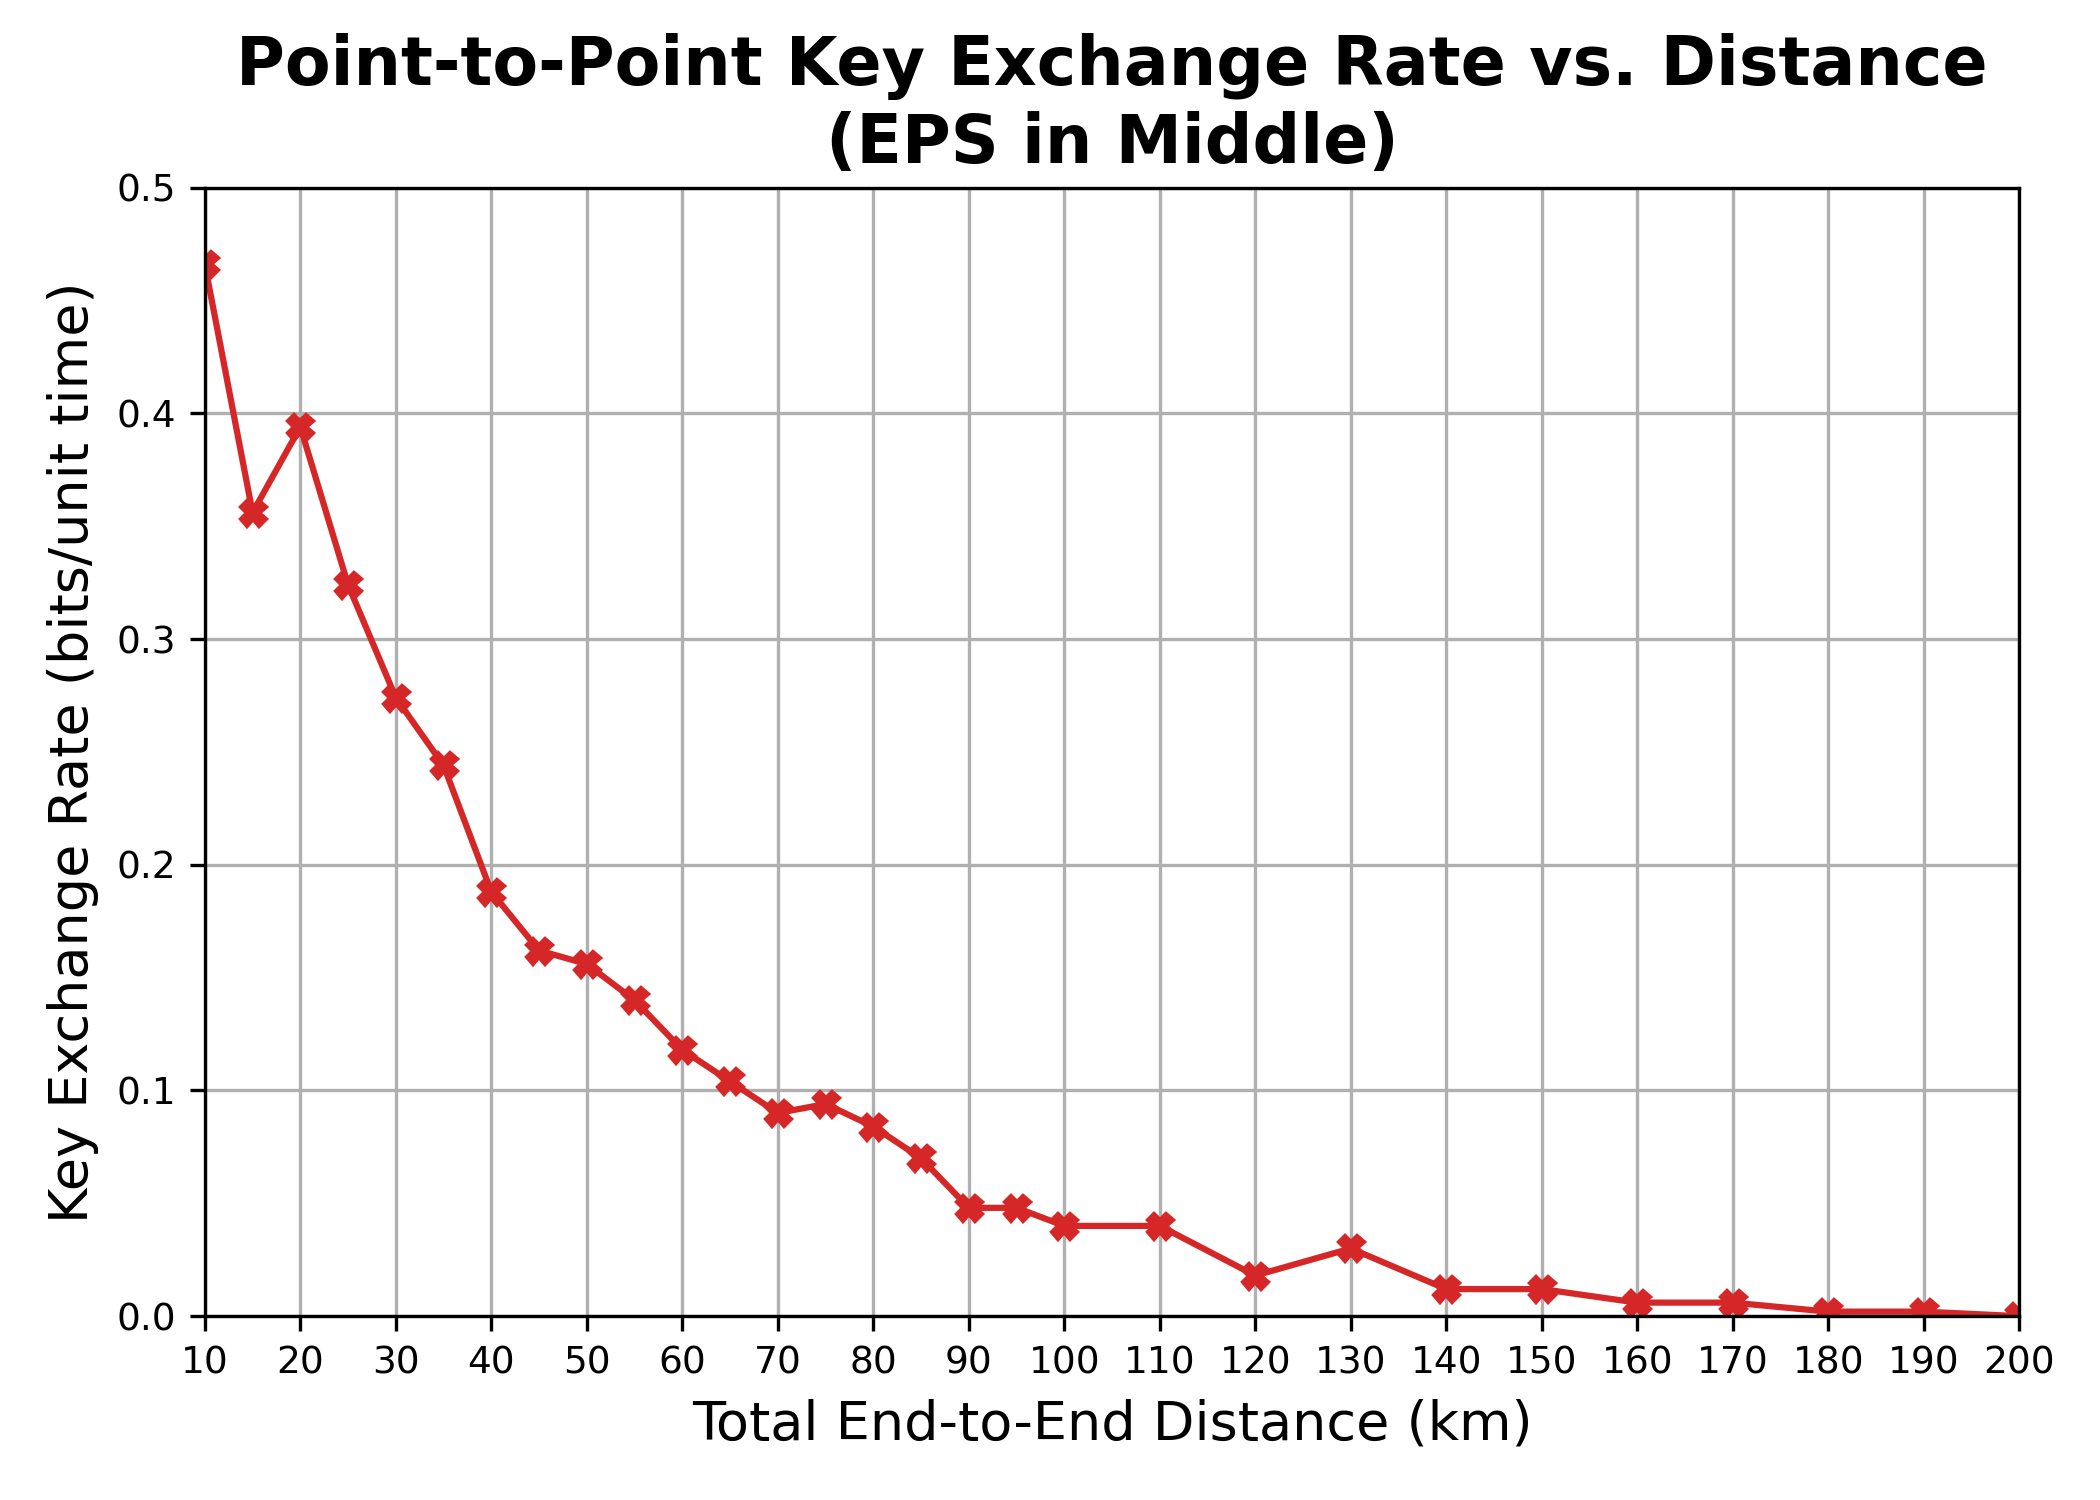 Point-to-Point Key Exchange Rate vs. Distance
(EPS in Middle)
Key Exchange Rate (bits/unit time)
0.5
0.4
0.3
0.2
0.1
0.0
10 20 30 40 50 60 70 80 90 100 110 120 130 140 150 160 170 180 190 200
Total End-to-End Distance (km)